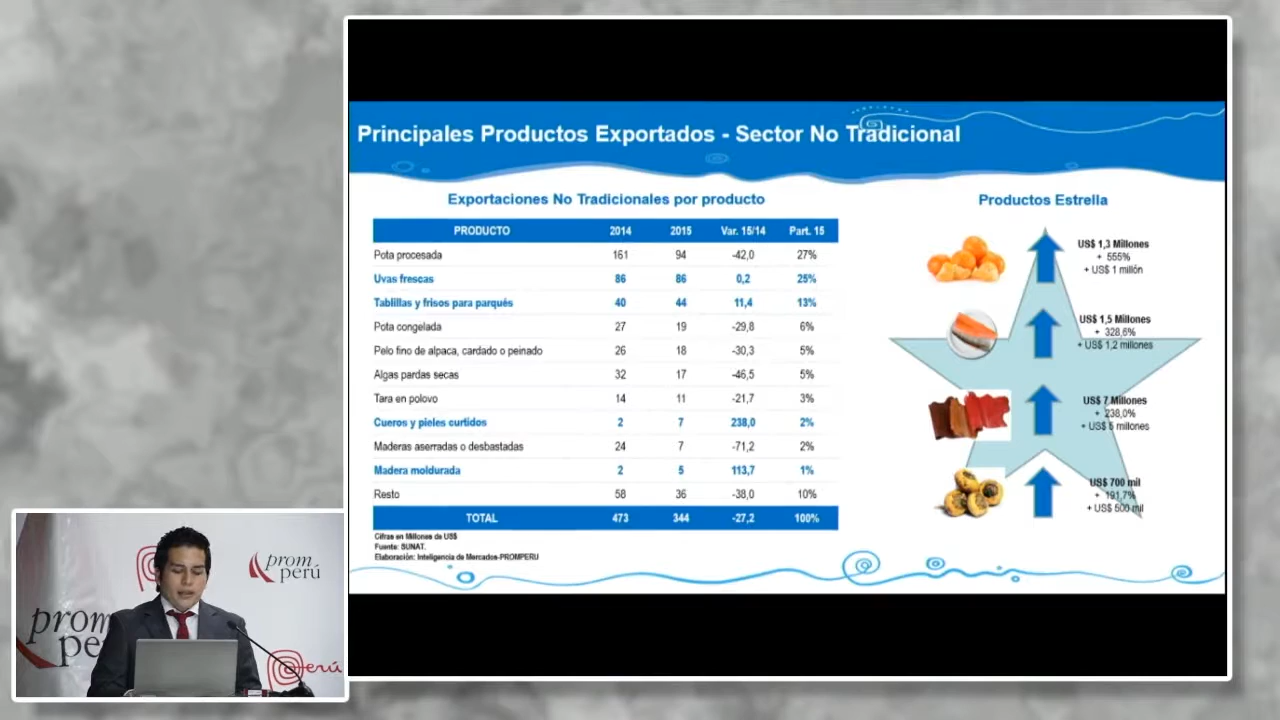 Principales Productos Exportados - Sector No Tradicional
Exportaciones No Tradicionales por producto
PRODUCTO 2014 2015 Var. 15/14 Part. 15
Pota procesada 161 94 -42,0 27%
Uvas frescas 86 86 0,2 25%
Tablillas y frisos para parqués 40 44 11,4 13%
Pota congelada 27 19 -29,8 6%
Pelo fino de alpaca, cardado o peinado 26 18 -30,3 5%
Algas pardas secas 32 17 -46,5 5%
Tara en polovo 14 11 -21,7 3%
Cueros y pieles curtidos 2 7 238,0 2%
Maderas aserradas o desbastadas 24 7 -71,2 2%
Madera moldurada 2 5 113,7 1%
Resto 58 36 -38,0 10%
TOTAL 473 344 -27,2 100%
Cifras en Millones de US$
Fuente: SUNAT.
Elaboración: Inteligencia de Mercados-PROMPERU
Productos Estrella
US$ 1,3 Millones
+ 555%
+ US$ 1 millón
US$ 1,5 Millones
+ 328,6%
+ US$ 1,2 millones
US$ 7 Millones
+ 238,0%
+ US$ 5 millones
US$ 700 mil
+ 191,7%
+ US$ 500 mil
prom
perú
prom
pe
Perú